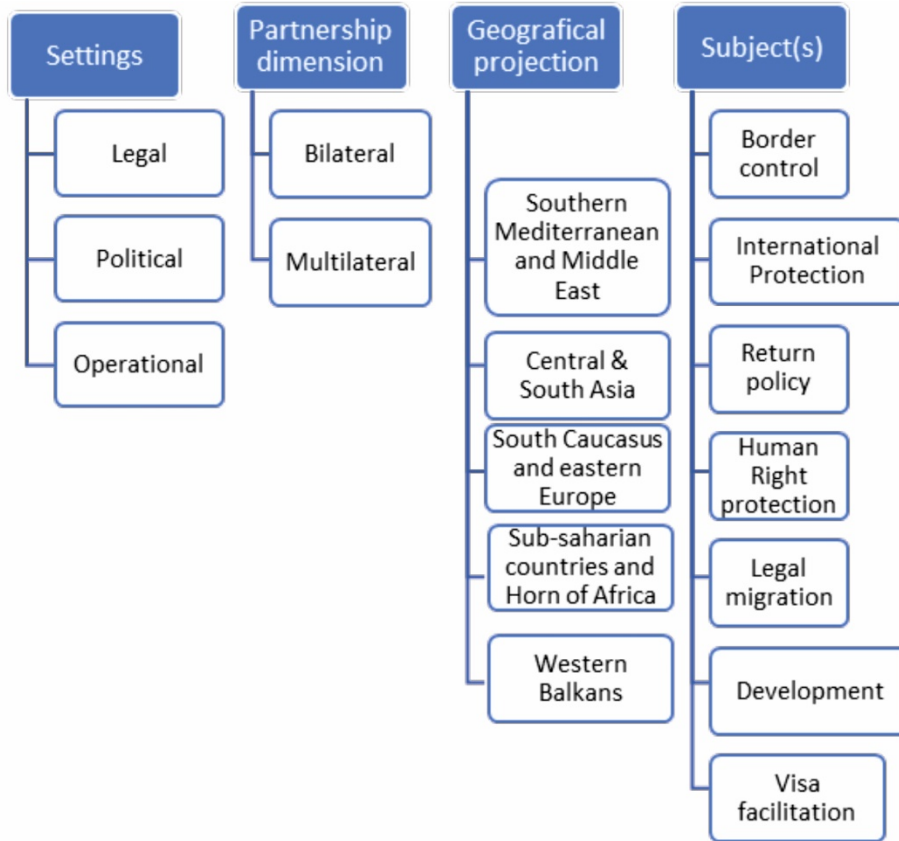 Settings
Legal
Political
Operational
Partnership
dimension
Bilateral
Multilateral
Geografical
projection
Southern
Mediterranean
and Middle
East
Central &
South Asia
South Caucasus
and eastern
Europe
Sub-saharian
countries and
Horn of Africa
Western
Balkans
Subject(s)
Border
control
International
Protection
Return
policy
Human
Right
protection
Legal
migration
Development
Visa
facilitation